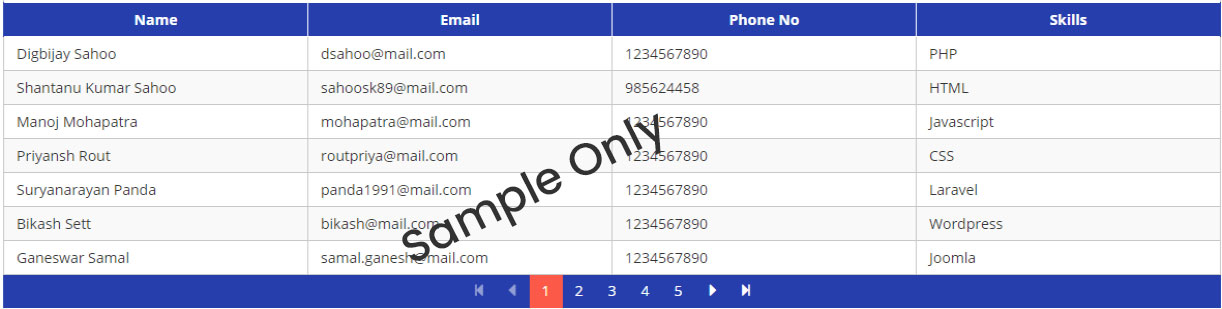 Name Email Phone No Skills
Digbijay Sahoo dsahoo@mail.com 1234567890 PHP
Shantanu Kumar Sahoo sahoosk89@mail.com 985624458 HTML
Manoj Mohapatra mohapatra@mail.com 1234567890 Javascript
Priyansh Rout routpriya@mail.com 1234567890 CSS
Suryanarayan Panda panda1991@mail.com 1234567890 Laravel
Bikash Sett bikash@mail.com 1234567890 Wordpress
Ganeswar Samal samal.ganesh@mail.com 1234567890 Joomla
sample Only
1 2 3 4 5